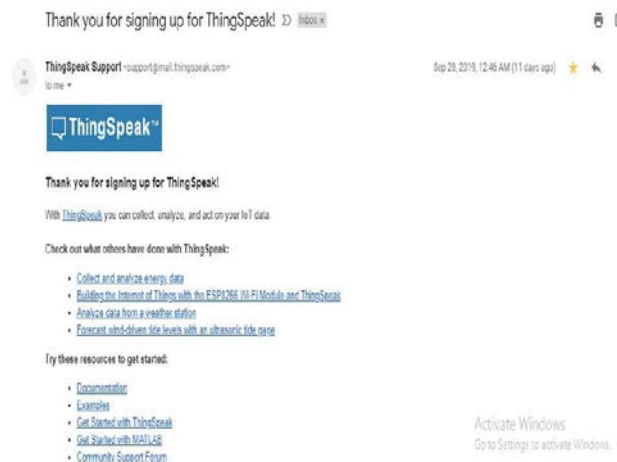 Thank you for signing up for ThingSpeak! Inbox x
ThingSpeak Support <support@mail.thingspeak.com> Sep 28, 2019, 12:46 AM (11 days ago)
to me
ThingSpeak™
Thank you for signing up for ThingSpeak!
With ThingSpeak you can collect, analyze, and act on your IoT data.
Check out what others have done with ThingSpeak:
• Collect and analyze energy data
• Building the Internet of Things with the ESP8266 Wi-Fi Module and ThingSpeak
• Analyze data from a weather station
• Forecast wind-driven tide levels with an ultrasonic tide gage
Try these resources to get started:
• Documentation
• Examples
• Get Started with ThingSpeak
• Get Started with MATLAB
• Community Support Forum
Activate Windows
Go to Settings to activate Windows.